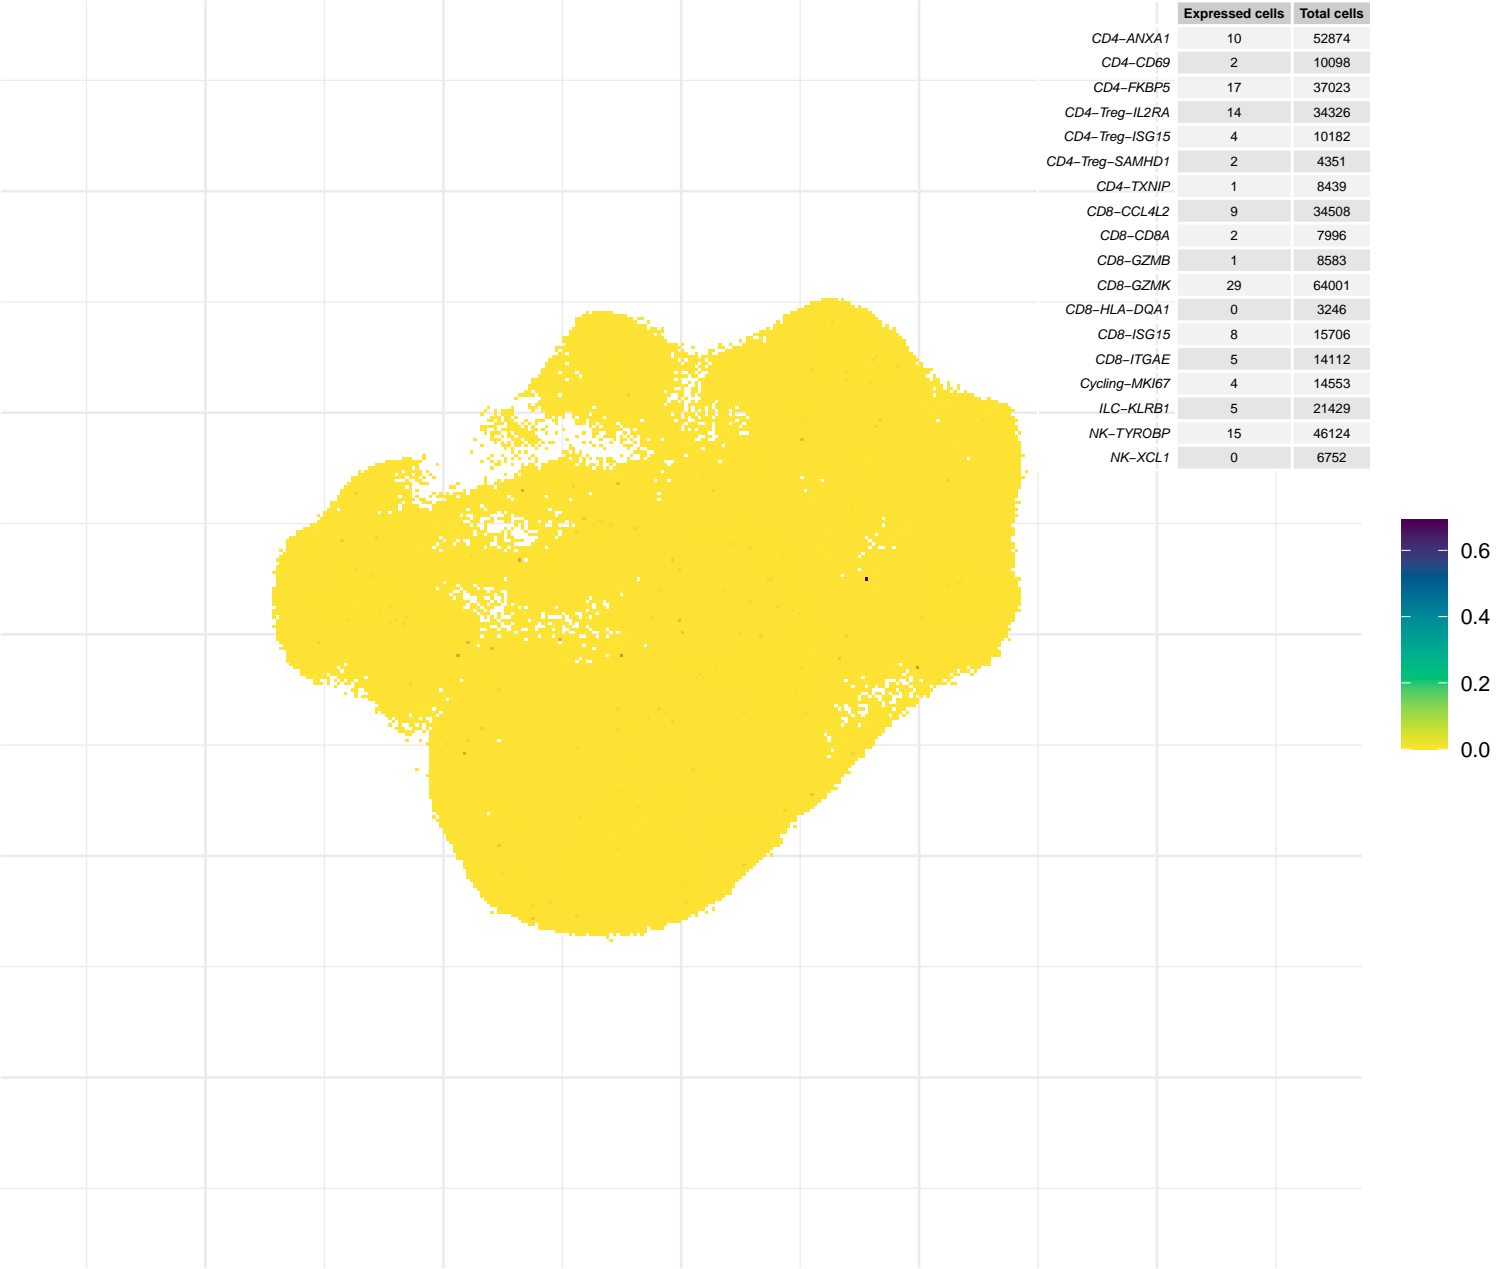 Expressed cells Total cells
CD4−ANXA1 10 52874
CD4−CD69 2 10098
CD4−FKBP5 17 37023
CD4−Treg−IL2RA 14 34326
CD4−Treg−ISG15 4 10182
CD4−Treg−SAMHD1 2 4351
CD4−TXNIP 1 8439
CD8−CCL4L2 9 34508
CD8−CD8A 2 7996
CD8−GZMB 1 8583
CD8−GZMK 29 64001
CD8−HLA−DQA1 0 3246
CD8−ISG15 8 15706
CD8−ITGAE 5 14112
Cycling−MKI67 4 14553
ILC−KLRB1 5 21429
NK−TYROBP 15 46124
NK−XCL1 0 6752
0.6
0.4
0.2
0.0